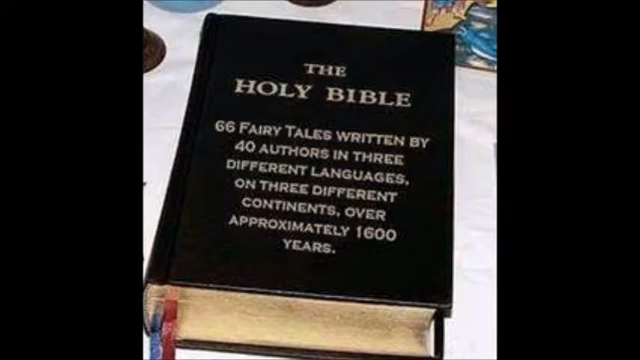 THE
HOLY BIBLE
66 FAIRY TALES WRITTEN BY
40 AUTHORS IN THREE
DIFFERENT LANGUAGES,
ON THREE DIFFERENT
CONTINENTS, OVER
APPROXIMATELY 1600
YEARS.